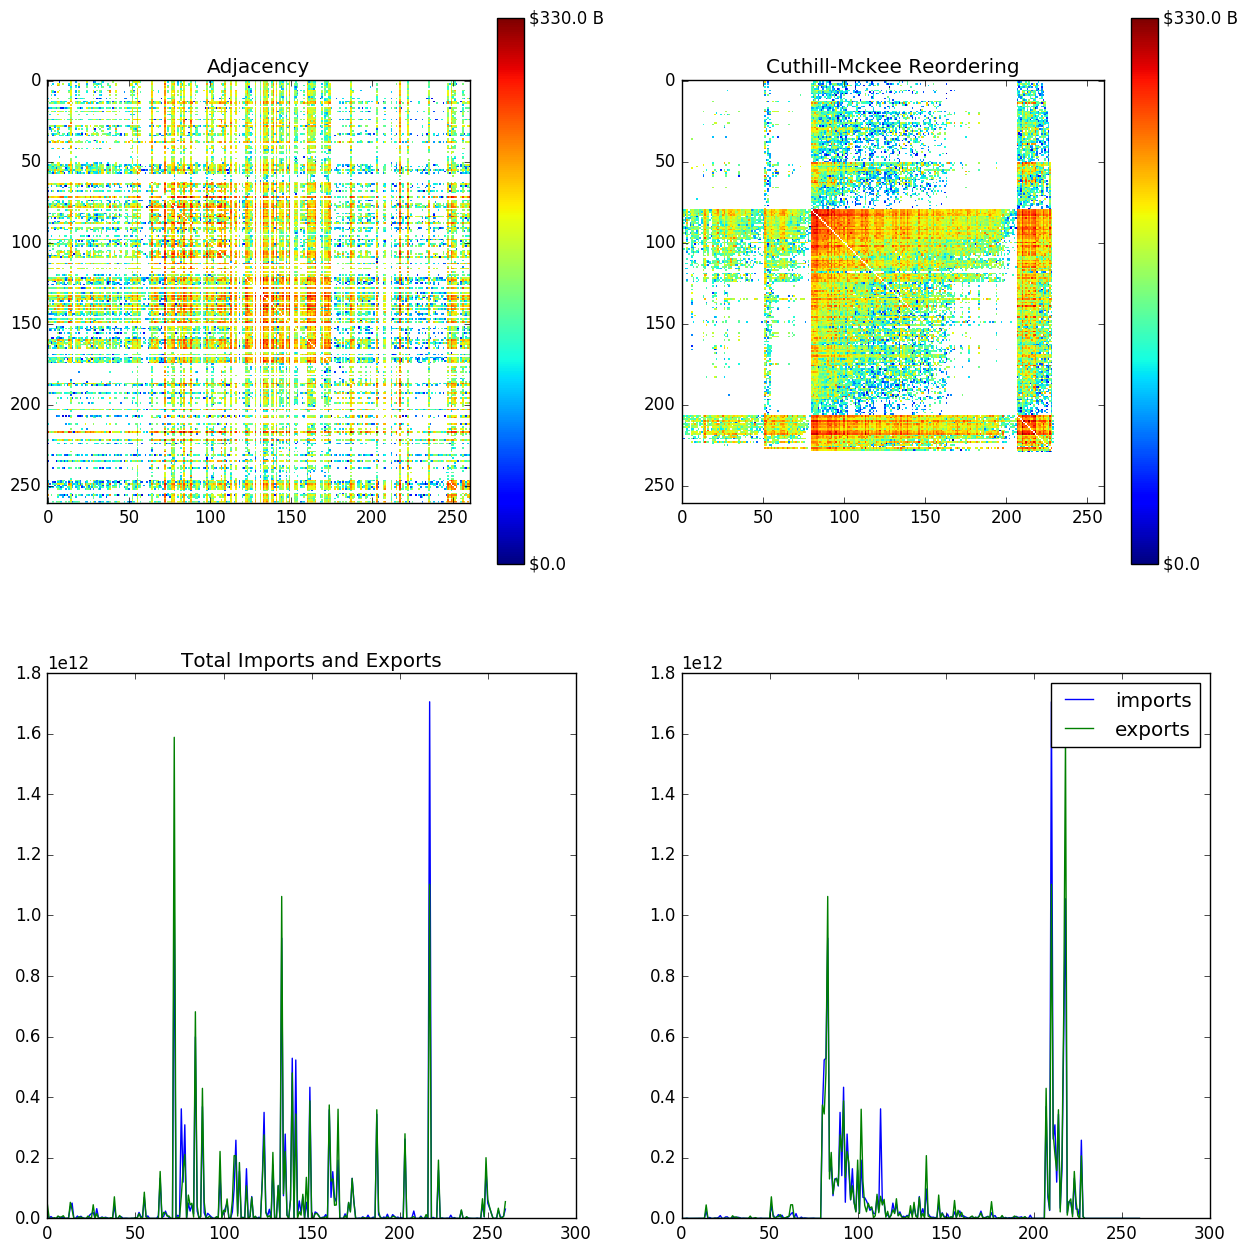 $330.0 B
$330.0 B
Adjacency
Cuthill-Mckee Reordering
0
50
100
150
200
250
0
50
100
150
200
250
0 50 100 150 200 250
0 50 100 150 200 250
$0.0
$0.0
Total Imports and Exports
1e12
1e12
1.8
1.6
1.4
1.2
1.0
0.8
0.6
0.4
0.2
0.0
1.8
1.6
1.4
1.2
1.0
0.8
0.6
0.4
0.2
0.0
imports
exports
0 50 100 150 200 250 300
0 50 100 150 200 250 300